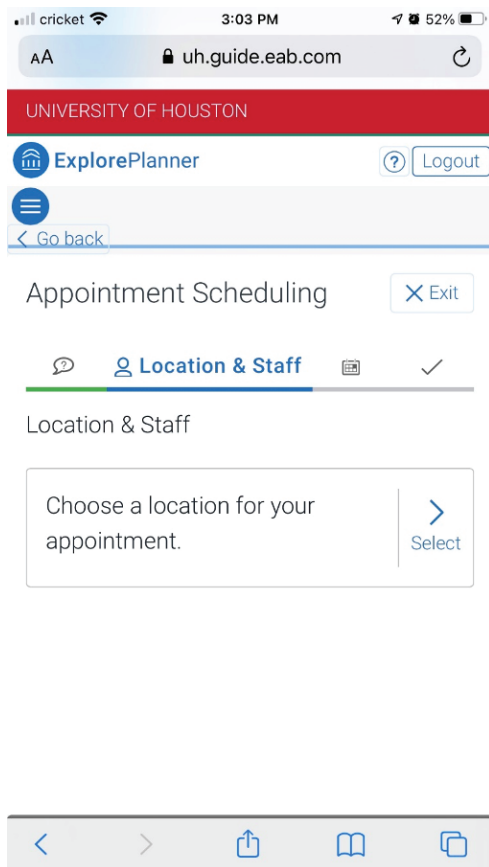 cricket 3:03 PM 52%
AA uh.guide.eab.com
UNIVERSITY OF HOUSTON
ExplorePlanner ? Logout
Go back
Appointment Scheduling Exit
? Location & Staff
Location & Staff
Choose a location for your
appointment.
Select